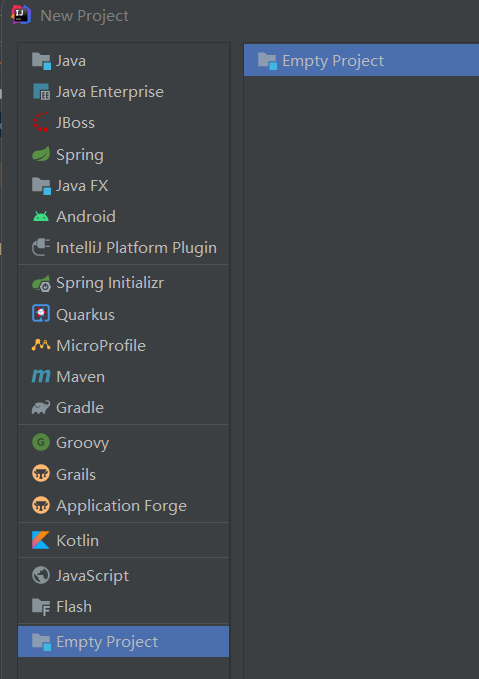 New Project
Java
Java Enterprise
JBoss
Spring
Java FX
Android
IntelliJ Platform Plugin
Spring Initializr
Quarkus
MicroProfile
Maven
Gradle
Groovy
Grails
Application Forge
Kotlin
JavaScript
Flash
Empty Project
Empty Project